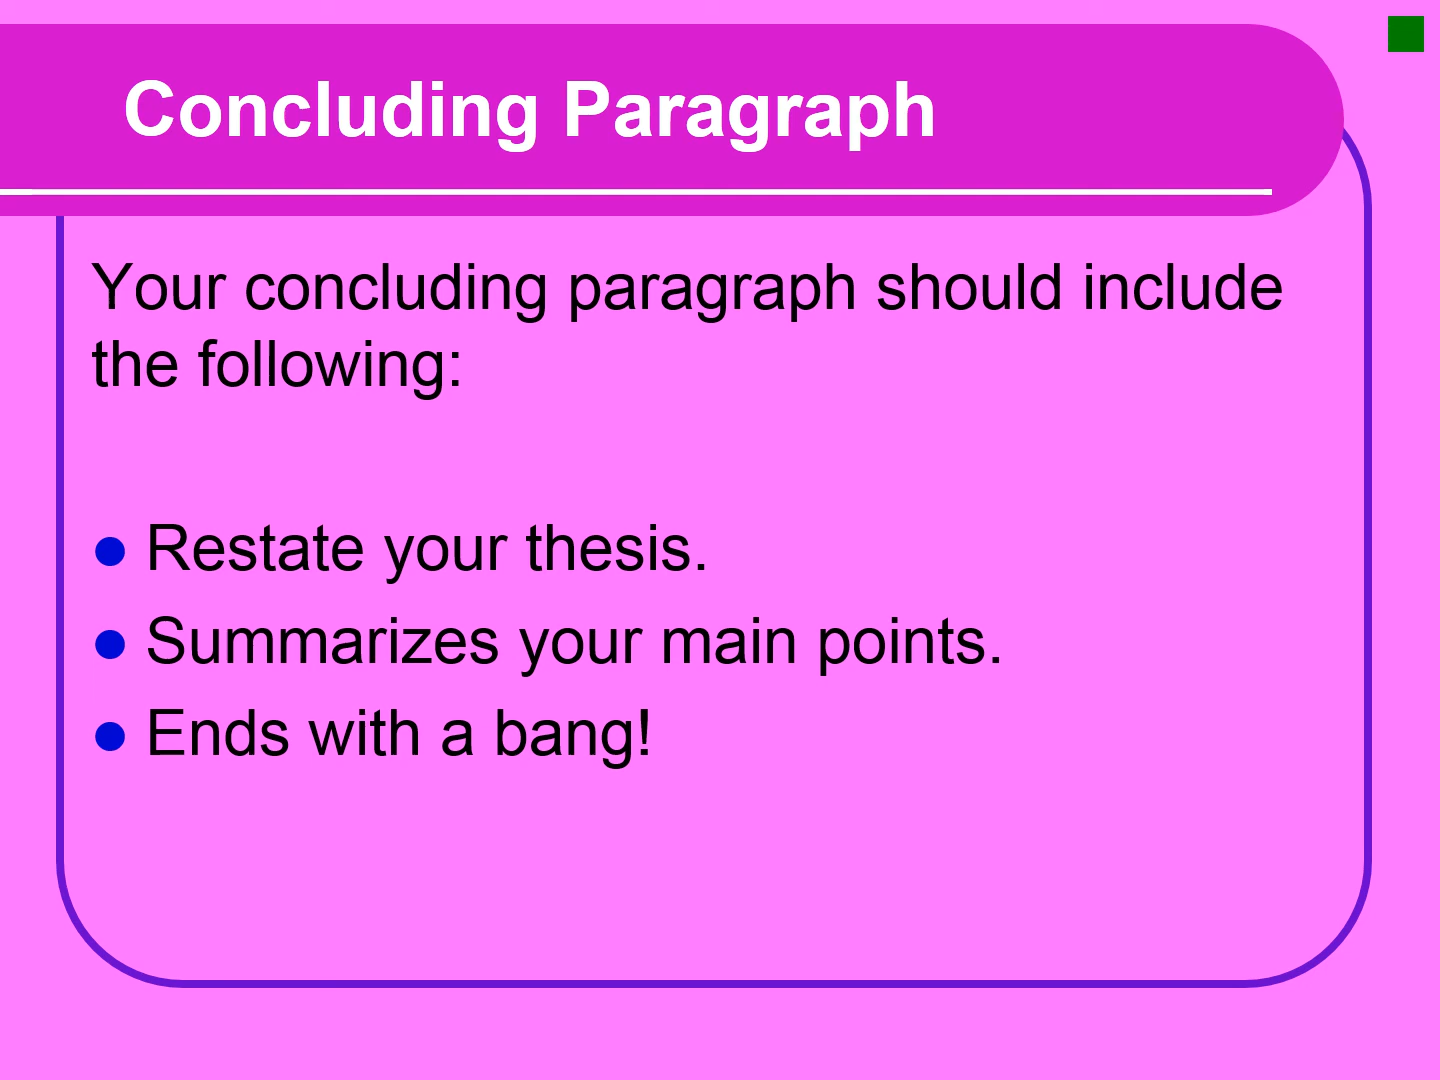 Concluding Paragraph
Your concluding paragraph should include
the following:
Restate your thesis.
Summarizes your main points.
Ends with a bang!